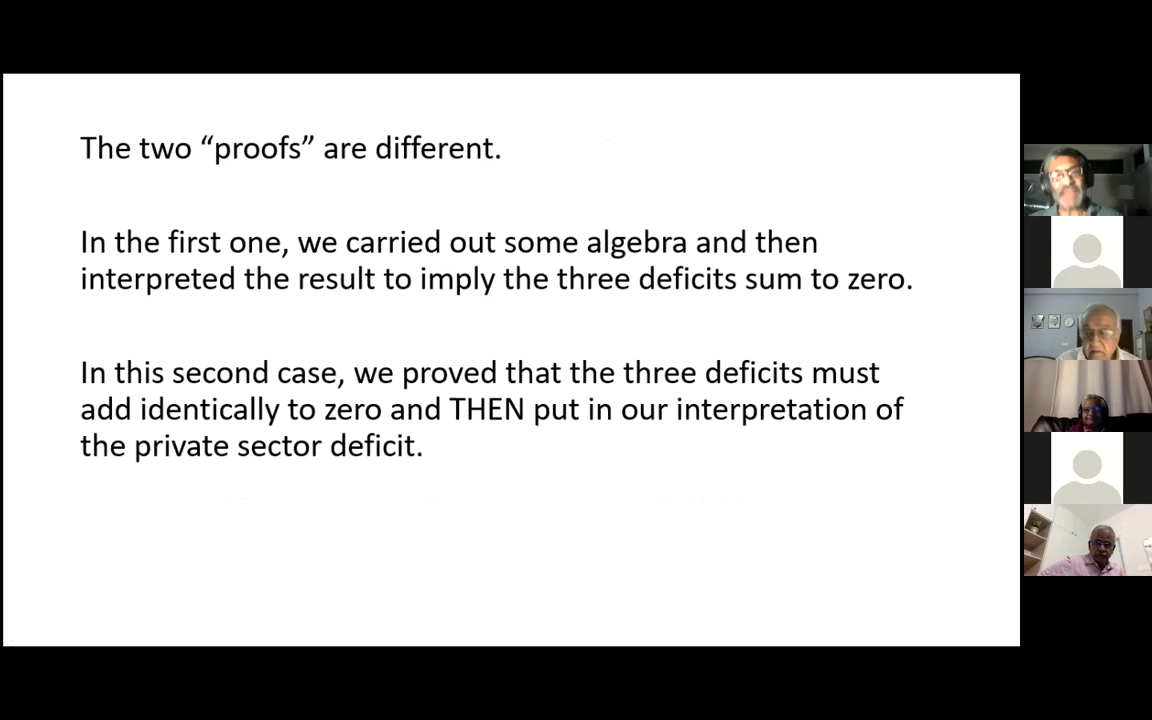 The two “proofs” are different.
In the first one, we carried out some algebra and then
interpreted the result to imply the three deficits sum to zero.
In this second case, we proved that the three deficits must
add identically to zero and THEN put in our interpretation of
the private sector deficit.